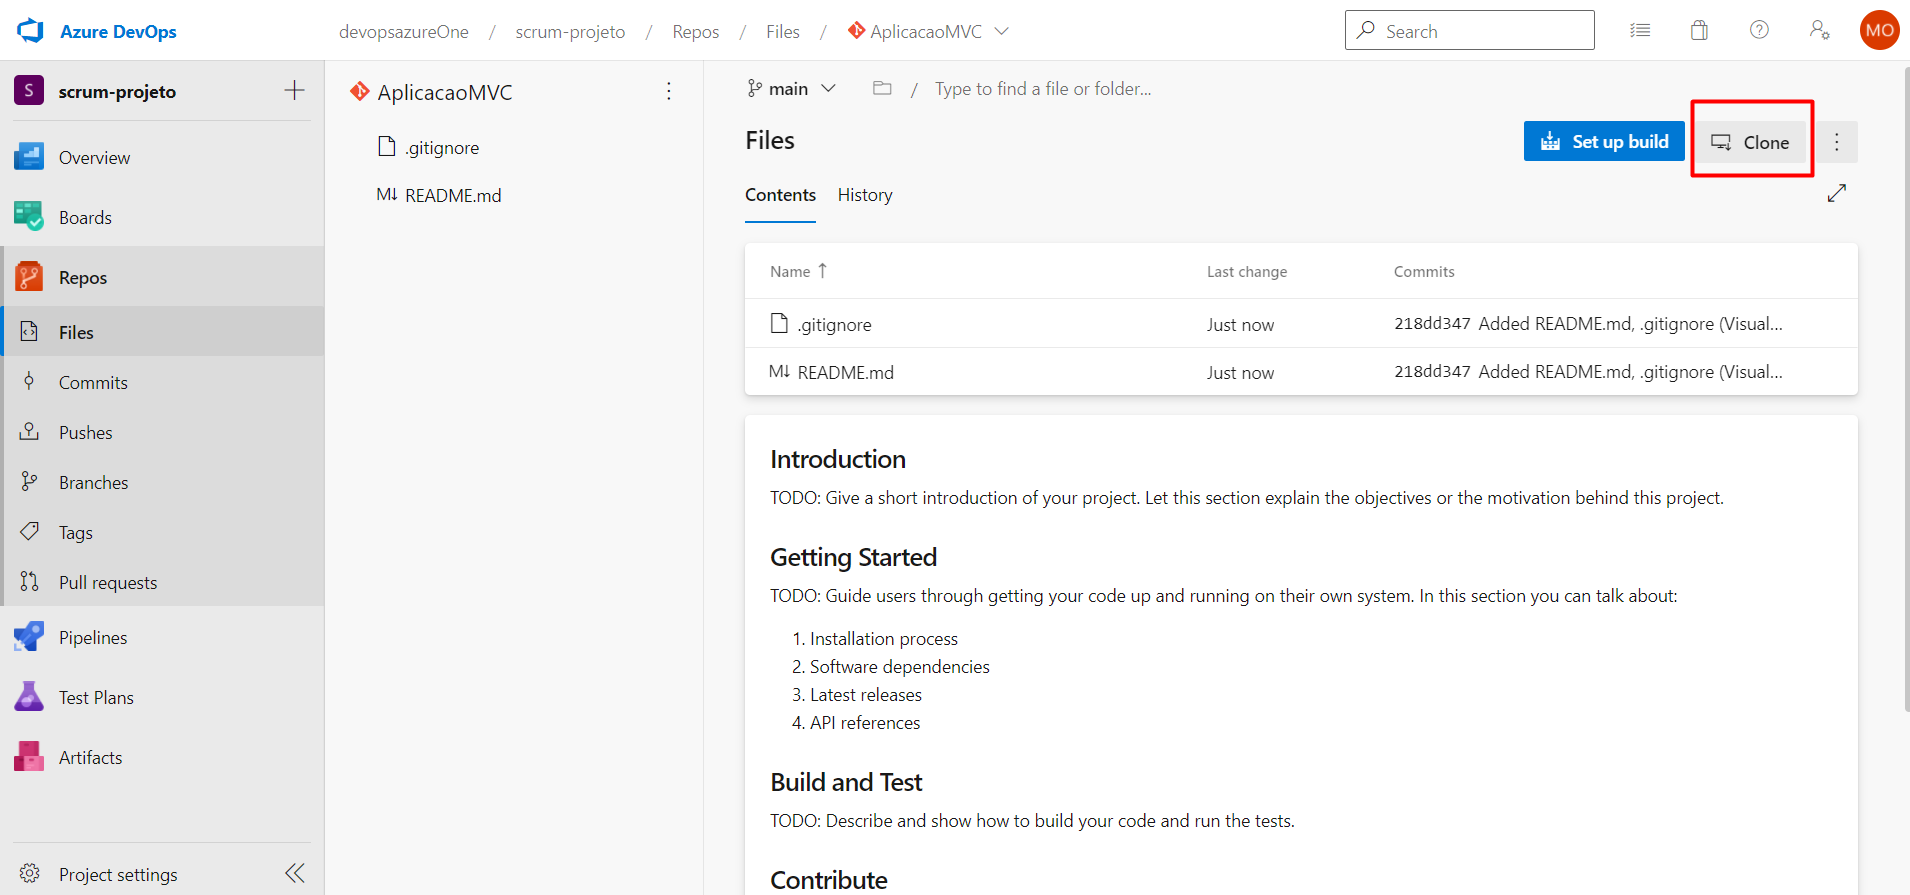 Azure DevOps
devopsazureOne / scrum-projeto / Repos / Files / AplicacaoMVC
Search
MO
S scrum-projeto
Overview
Boards
Repos
Files
Commits
Pushes
Branches
Tags
Pull requests
Pipelines
Test Plans
Artifacts
Project settings
AplicacaoMVC
.gitignore
M↓ README.md
main / Type to find a file or folder...
Files
Set up build
Clone
Contents History
Name ↑ Last change Commits
.gitignore Just now 218dd347 Added README.md, .gitignore (Visual...
M↓ README.md Just now 218dd347 Added README.md, .gitignore (Visual...
Introduction
TODO: Give a short introduction of your project. Let this section explain the objectives or the motivation behind this project.
Getting Started
TODO: Guide users through getting your code up and running on their own system. In this section you can talk about:
1. Installation process
2. Software dependencies
3. Latest releases
4. API references
Build and Test
TODO: Describe and show how to build your code and run the tests.
Contribute